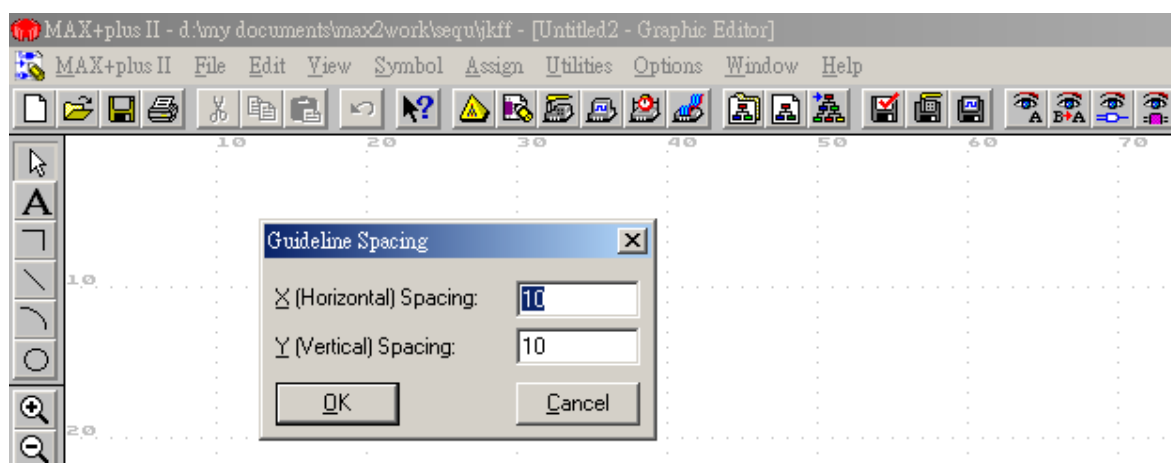 MAX+plus II - d:\my documents\max2work\sequ\jkff - [Untitled2 - Graphic Editor]
MAX+plus II File Edit View Symbol Assign Utilities Options Window Help
A B+A
10 20 30 40 50 60 70
A
Guideline Spacing
10
X (Horizontal) Spacing: 10
Y (Vertical) Spacing: 10
OK Cancel
20